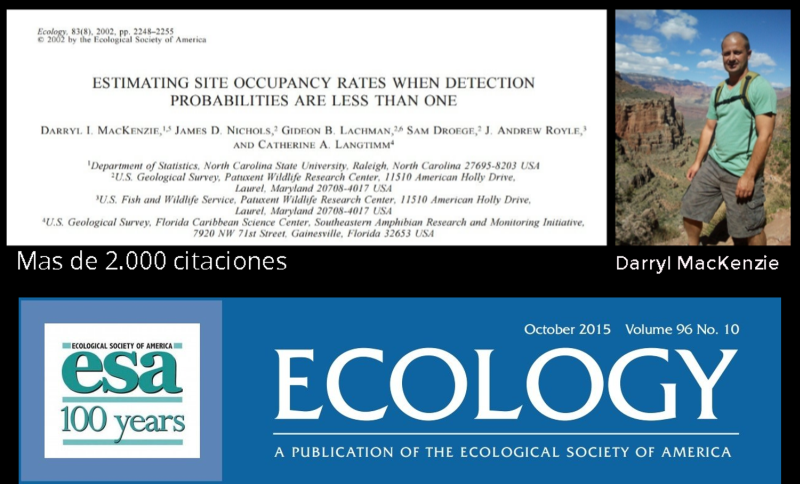 Ecology, 83(8), 2002, pp. 2248–2255
© 2002 by the Ecological Society of America
ESTIMATING SITE OCCUPANCY RATES WHEN DETECTION
PROBABILITIES ARE LESS THAN ONE
DARRYL I. MACKENZIE,1,5 JAMES D. NICHOLS,2 GIDEON B. LACHMAN,2,6 SAM DROEGE,2 J. ANDREW ROYLE,3
AND CATHERINE A. LANGTIMM4
1Department of Statistics, North Carolina State University, Raleigh, North Carolina 27695-8203 USA
2U.S. Geological Survey, Patuxent Wildlife Research Center, 11510 American Holly Drive,
Laurel, Maryland 20708-4017 USA
3U.S. Fish and Wildlife Service, Patuxent Wildlife Research Center, 11510 American Holly Drive,
Laurel, Maryland 20708-4017 USA
4U.S. Geological Survey, Florida Caribbean Science Center, Southeastern Amphibian Research and Monitoring Initiative,
7920 NW 71st Street, Gainesville, Florida 32653 USA
Mas de 2.000 citaciones
Darryl MacKenzie
ECOLOGICAL SOCIETY OF AMERICA
esa
100 years
October 2015 Volume 96 No. 10
ECOLOGY
A PUBLICATION OF THE ECOLOGICAL SOCIETY OF AMERICA